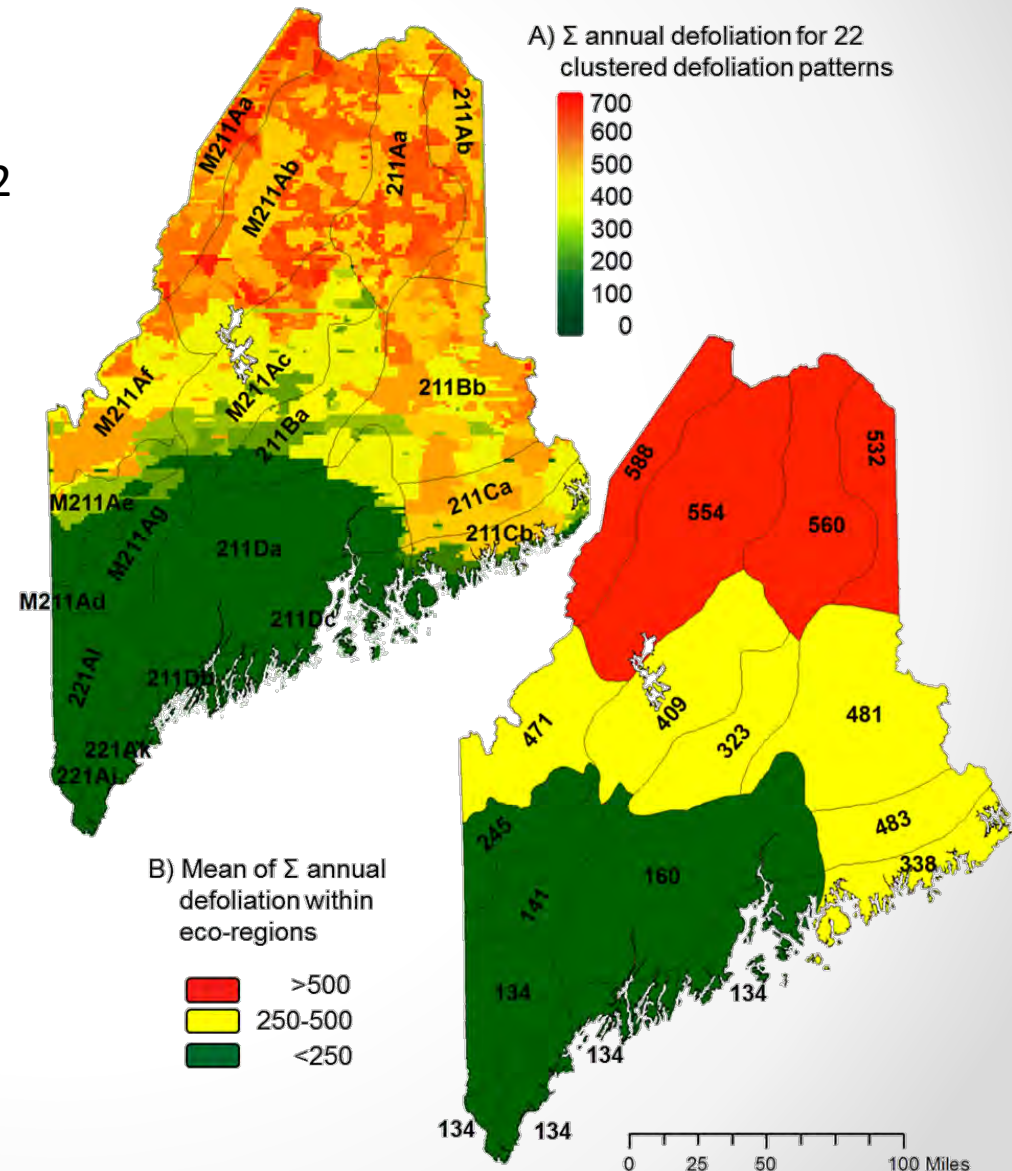 A) Σ annual defoliation for 22
clustered defoliation patterns
700
600
500
400
300
200
100
0
2
M211Aa
M211Ab
211Aa
211Ab
M211Af
M211Ac
211Ba
211Bb
M211Ae
M211Ag
211Ca
211Cb
211Da
M211Ad
211Dc
221Al
211Db
221Ak
221Ai
588
554
560
532
471
409
323
481
483
338
245
141
160
134
134
134
134
134
B) Mean of Σ annual
defoliation within
eco-regions
>500
250-500
<250
0 25 50 100 Miles